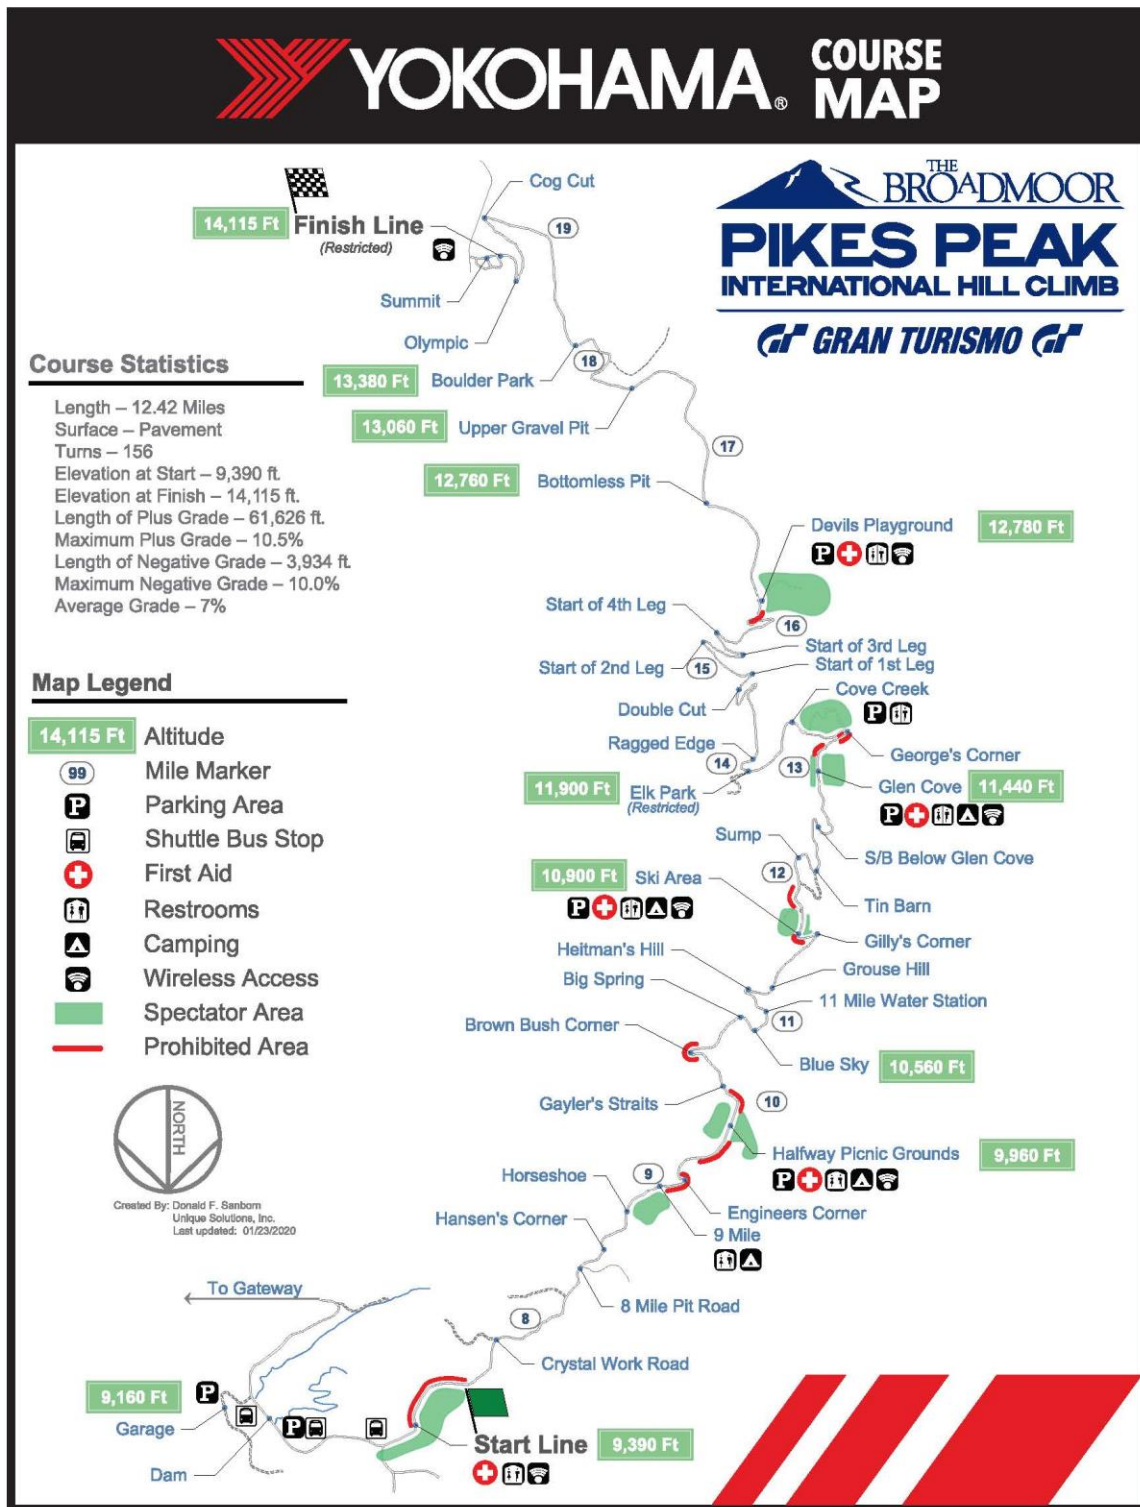 YOKOHAMA® COURSE MAP
THE BROADMOOR
PIKES PEAK
INTERNATIONAL HILL CLIMB
GT GRAN TURISMO GT
Cog Cut
19
14,115 Ft Finish Line
(Restricted)
Summit
Olympic
18
13,380 Ft Boulder Park
13,060 Ft Upper Gravel Pit
17
12,760 Ft Bottomless Pit
Devils Playground 12,780 Ft
P
Start of 4th Leg
16
Start of 3rd Leg
Start of 2nd Leg
15
Start of 1st Leg
Cove Creek
Double Cut
P
Ragged Edge
14
13
George's Corner
11,900 Ft Elk Park
(Restricted)
Glen Cove 11,440 Ft
P
Sump
S/B Below Glen Cove
12
10,900 Ft Ski Area
P
Tin Barn
Gilly's Corner
Heitman's Hill
Grouse Hill
Big Spring
11 Mile Water Station
11
Brown Bush Corner
Blue Sky 10,560 Ft
Gayler's Straits
10
Halfway Picnic Grounds 9,960 Ft
P
Horseshoe
9
Engineers Corner
Hansen's Corner
9 Mile
8 Mile Pit Road
8
To Gateway
Crystal Work Road
9,160 Ft P
Garage
P
Dam
Start Line 9,390 Ft
Course Statistics
Length – 12.42 Miles
Surface – Pavement
Turns – 156
Elevation at Start – 9,390 ft.
Elevation at Finish – 14,115 ft.
Length of Plus Grade – 61,626 ft.
Maximum Plus Grade – 10.5%
Length of Negative Grade – 3,934 ft.
Maximum Negative Grade – 10.0%
Average Grade – 7%
Map Legend
14,115 Ft Altitude
99 Mile Marker
P Parking Area
Shuttle Bus Stop
First Aid
Restrooms
Camping
Wireless Access
Spectator Area
Prohibited Area
NORTH
Created By: Donald F. Sanborn
Unique Solutions, Inc.
Last updated: 01/23/2020